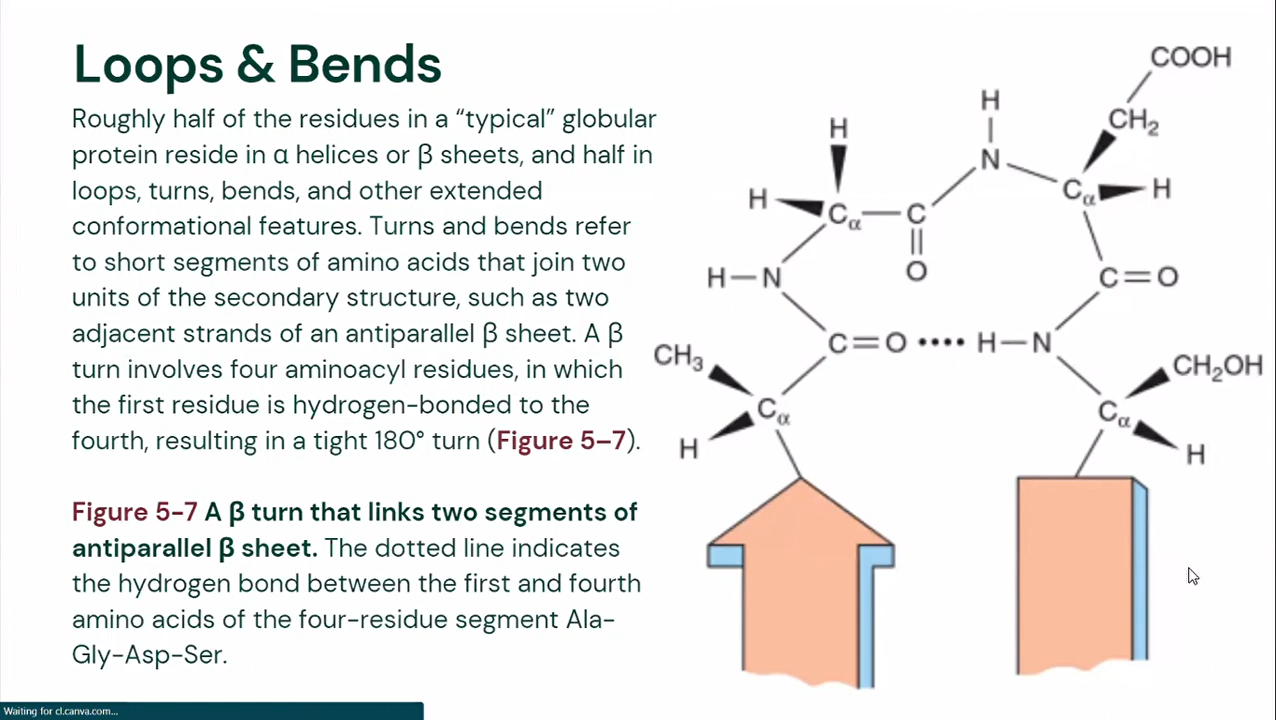 Loops & Bends
Roughly half of the residues in a “typical” globular
protein reside in α helices or β sheets, and half in
loops, turns, bends, and other extended
conformational features. Turns and bends refer
to short segments of amino acids that join two
units of the secondary structure, such as two
adjacent strands of an antiparallel β sheet. A β
turn involves four aminoacyl residues, in which
the first residue is hydrogen-bonded to the
fourth, resulting in a tight 180° turn (Figure 5–7).
Figure 5-7 A β turn that links two segments of
antiparallel β sheet. The dotted line indicates
the hydrogen bond between the first and fourth
amino acids of the four-residue segment Ala-
Gly-Asp-Ser.
COOH
H
CH₂
H
N
H
Cα
H
Cα
C
H
O
H
N
C
O
C
O
H
N
CH₃
CH₂OH
Cα
Cα
H
H
Waiting for cl.canva.com...